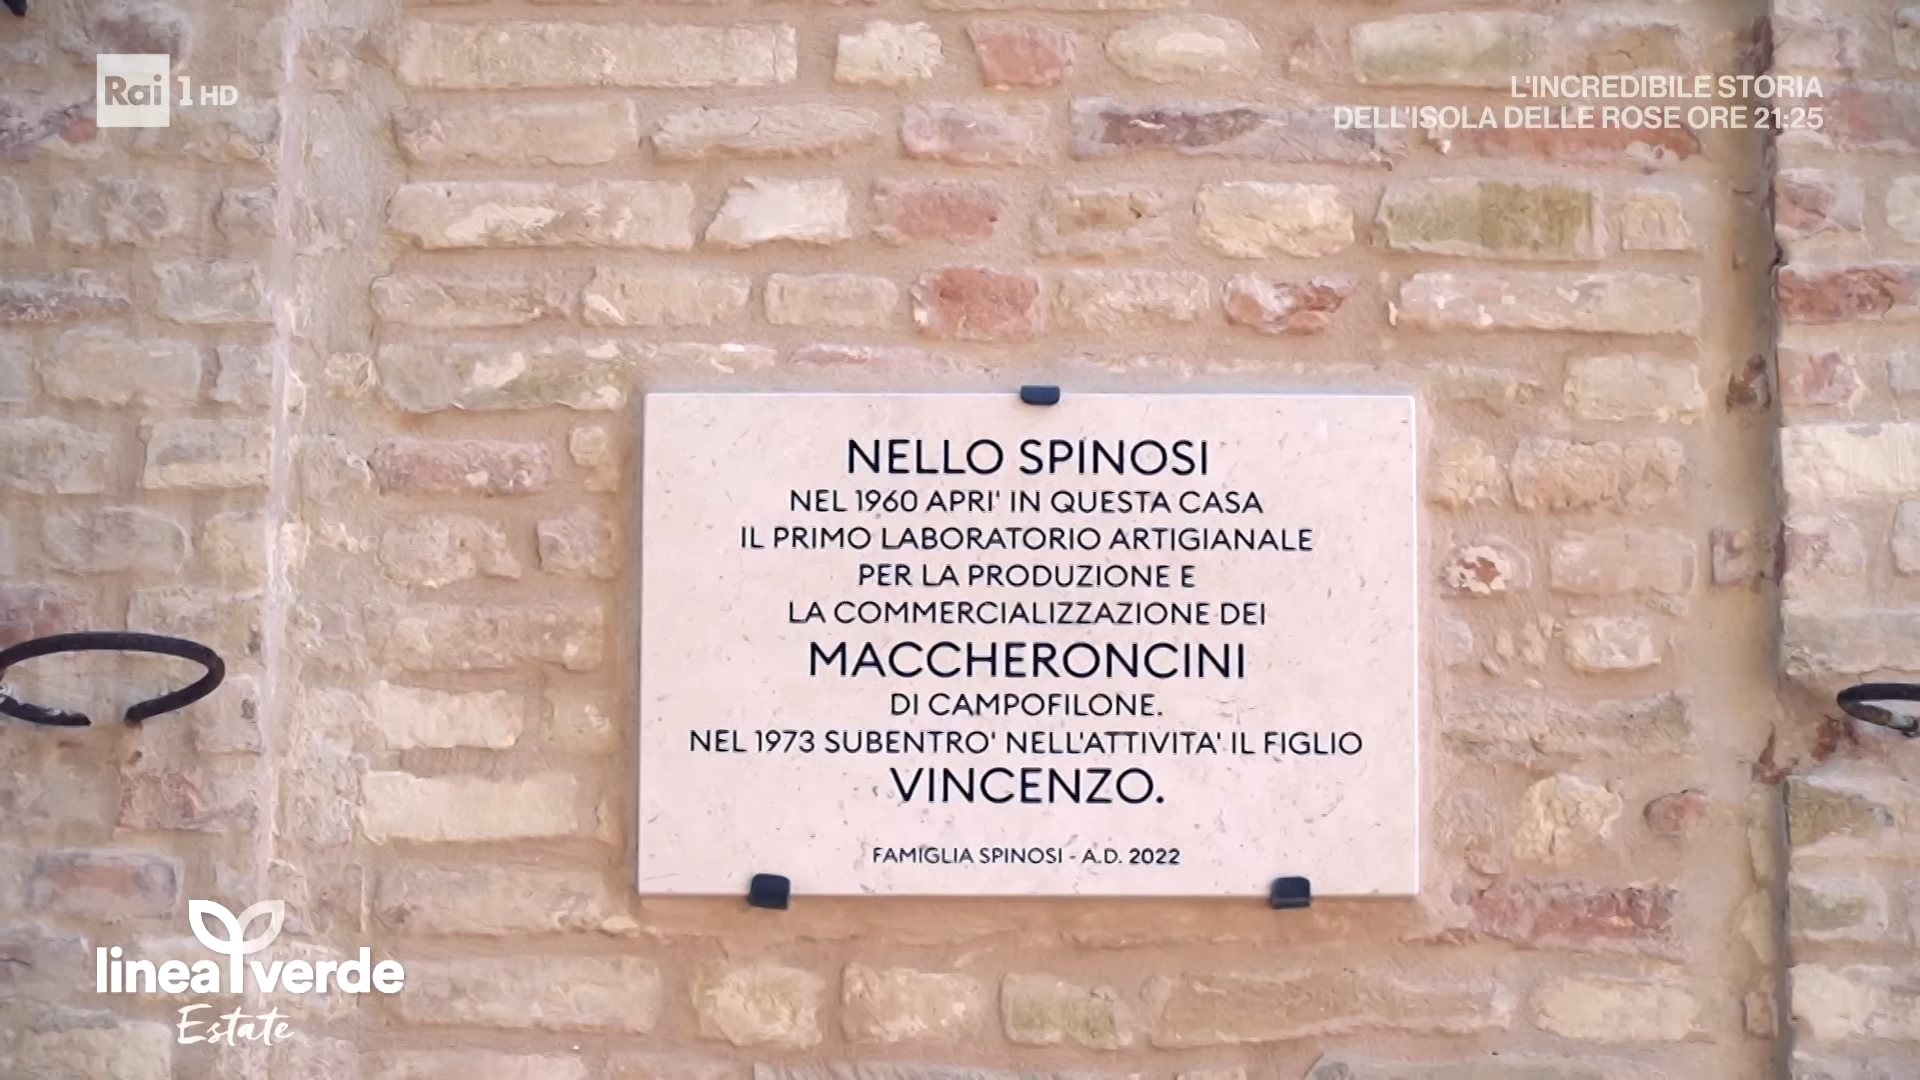 Rai 1 HD
L'INCREDIBILE STORIA
DELL'ISOLA DELLE ROSE ORE 21:25
NELLO SPINOSI
NEL 1960 APRI' IN QUESTA CASA
IL PRIMO LABORATORIO ARTIGIANALE
PER LA PRODUZIONE E
LA COMMERCIALIZZAZIONE DEI
MACCHERONCINI
DI CAMPOFILONE.
NEL 1973 SUBENTRO' NELL'ATTIVITA' IL FIGLIO
VINCENZO.
FAMIGLIA SPINOSI - A.D. 2022
linea verde
Estate